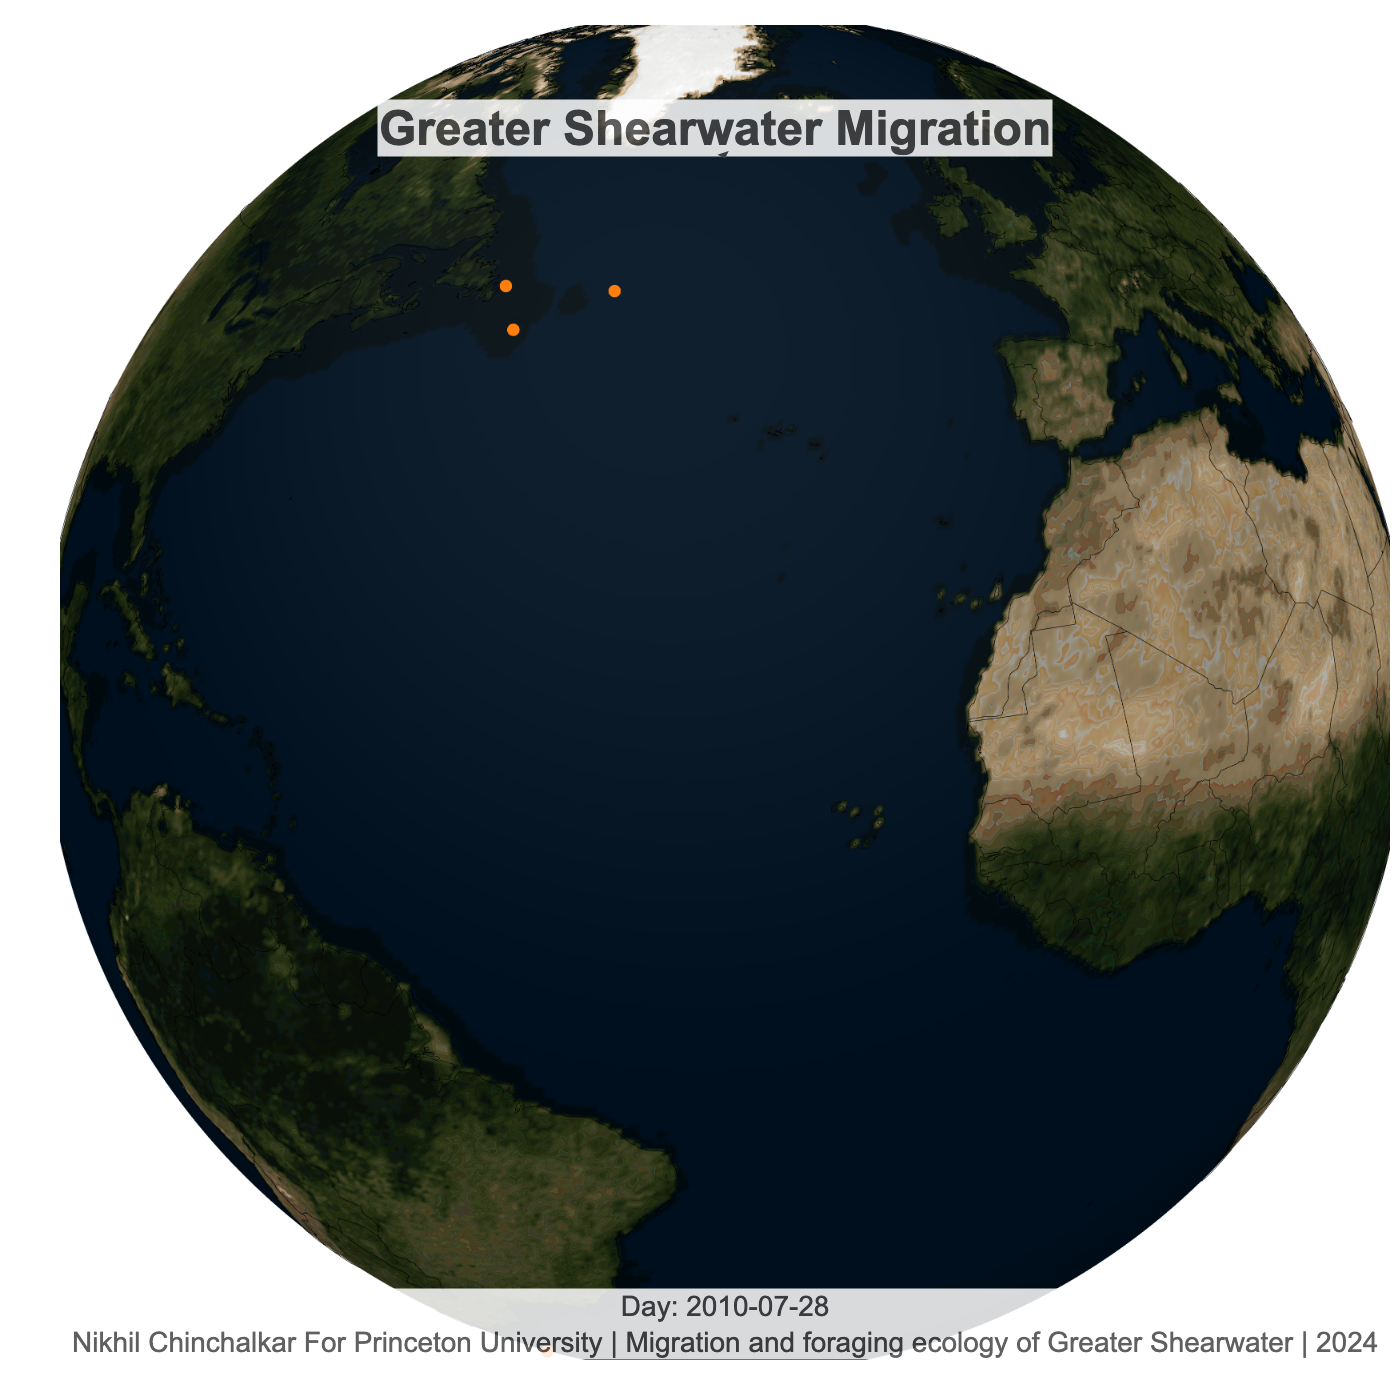 Greater Shearwater Migration
Day: 2010-07-28
Nikhil Chinchalkar For Princeton University | Migration and foraging ecology of Greater Shearwater | 2024